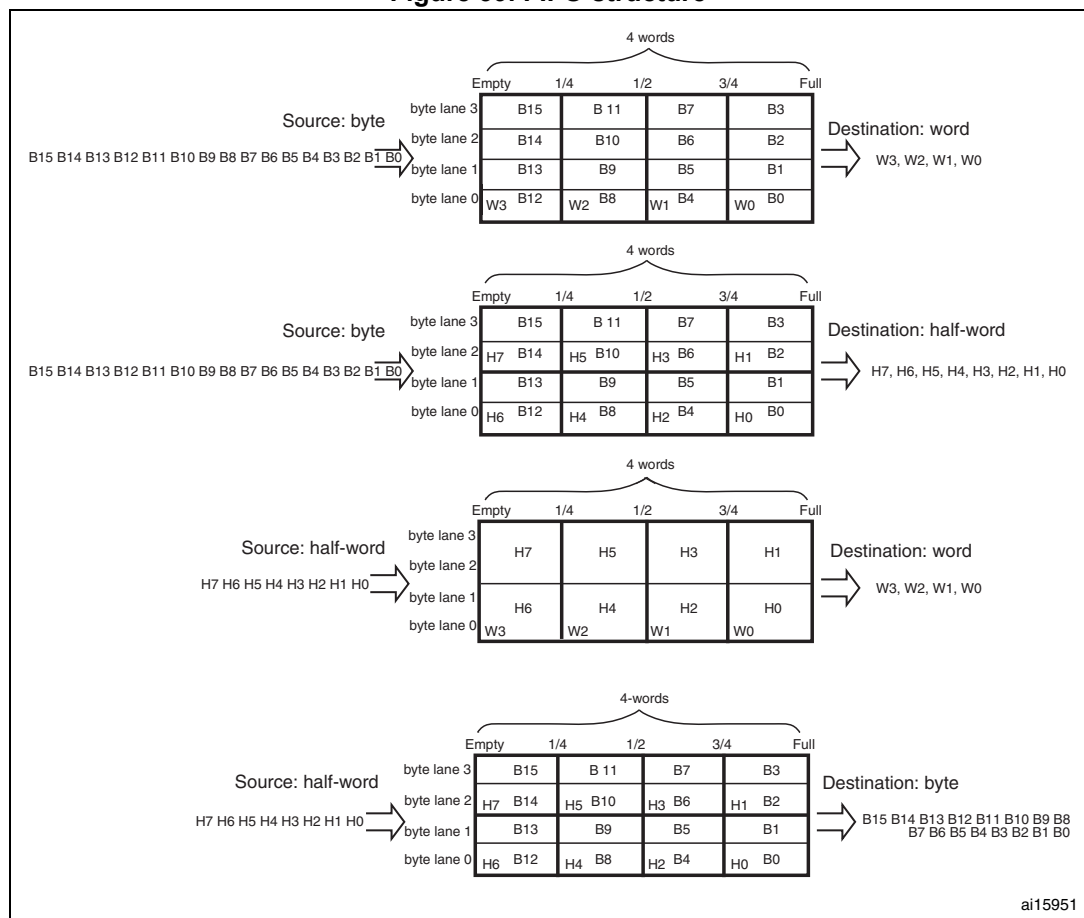 4 words
Empty 1/4 1/2 3/4 Full
byte lane 3 B15 B 11 B7 B3
Source: byte Destination: word
byte lane 2 B14 B10 B6 B2
B15 B14 B13 B12 B11 B10 B9 B8 B7 B6 B5 B4 B3 B2 B1 B0 W3, W2, W1, W0
byte lane 1 B13 B9 B5 B1
byte lane 0 W3 B12 W2 B8 W1 B4 W0 B0
4 words
Empty 1/4 1/2 3/4 Full
byte lane 3 B15 B 11 B7 B3
Source: byte Destination: half-word
byte lane 2 H7 B14 H5 B10 H3 B6 H1 B2
B15 B14 B13 B12 B11 B10 B9 B8 B7 B6 B5 B4 B3 B2 B1 B0 H7, H6, H5, H4, H3, H2, H1, H0
byte lane 1 B13 B9 B5 B1
byte lane 0 H6 B12 H4 B8 H2 B4 H0 B0
4 words
Empty 1/4 1/2 3/4 Full
byte lane 3
Source: half-word H7 H5 H3 H1 Destination: word
byte lane 2
H7 H6 H5 H4 H3 H2 H1 H0 W3, W2, W1, W0
byte lane 1
H6 H4 H2 H0
byte lane 0 W3 W2 W1 W0
4-words
Empty 1/4 1/2 3/4 Full
byte lane 3 B15 B 11 B7 B3
Source: half-word Destination: byte
byte lane 2 H7 B14 H5 B10 H3 B6 H1 B2
H7 H6 H5 H4 H3 H2 H1 H0 B15 B14 B13 B12 B11 B10 B9 B8
byte lane 1 B13 B9 B5 B1 B7 B6 B5 B4 B3 B2 B1 B0
byte lane 0 H6 B12 H4 B8 H2 B4 H0 B0
ai15951